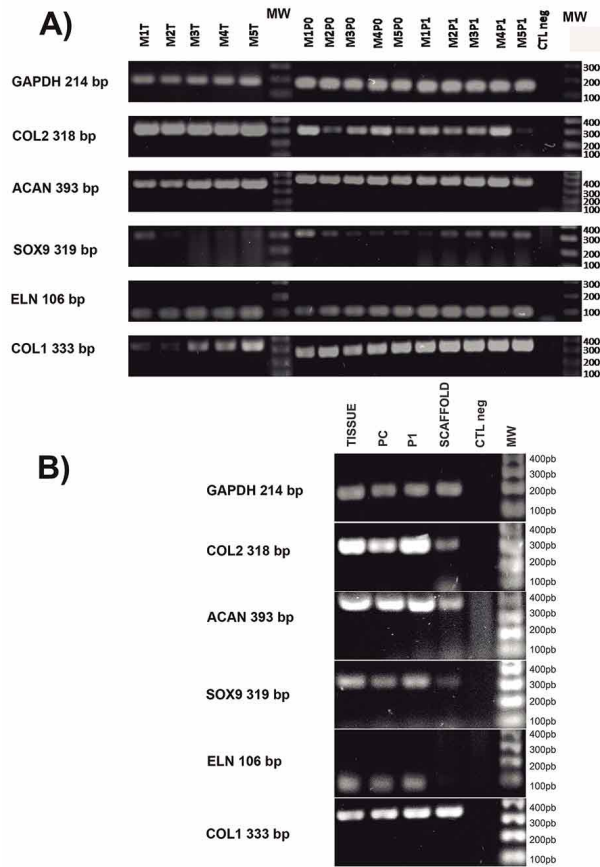 A)
M1T M2T M3T M4T M5T MW M1P0 M2P0 M3P0 M4P0 M5P0 M1P1 M2P1 M3P1 M4P1 M5P1 CTL neg MW
GAPDH 214 bp
300
200
100
COL2 318 bp
400
300
200
100
ACAN 393 bp
400
300
200
100
SOX9 319 bp
400
300
200
100
ELN 106 bp
300
200
100
COL1 333 bp
400
300
200
100
B)
TISSUE PC P1 SCAFFOLD CTL neg MW
GAPDH 214 bp
400pb
300pb
200pb
100pb
COL2 318 bp
400pb
300pb
200pb
100pb
ACAN 393 bp
400pb
300pb
200pb
100pb
SOX9 319 bp
400pb
300pb
200pb
100pb
ELN 106 bp
400pb
300pb
200pb
100pb
COL1 333 bp
400pb
300pb
200pb
100pb